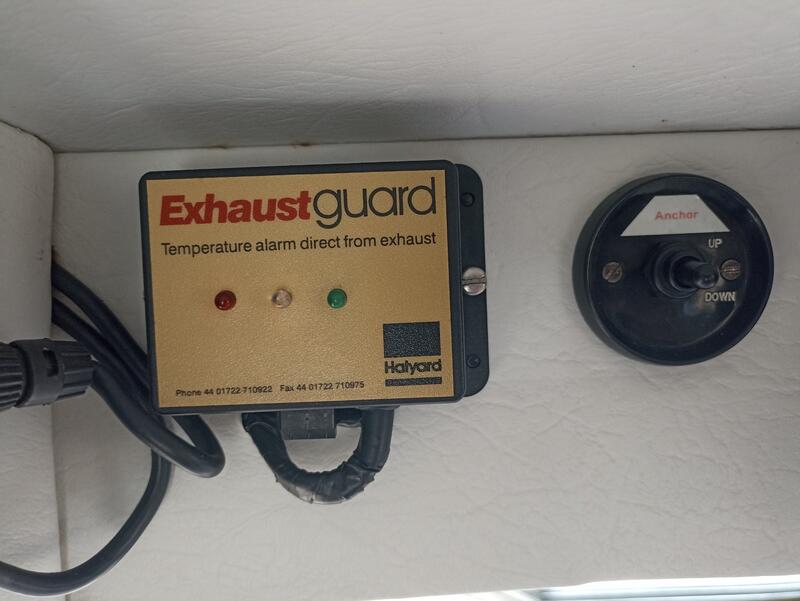 Exhaustguard
Temperature alarm direct from exhaust
Halyard
Phone 44 01722 710922 Fax 44 01722 710975
Anchor
UP
DOWN